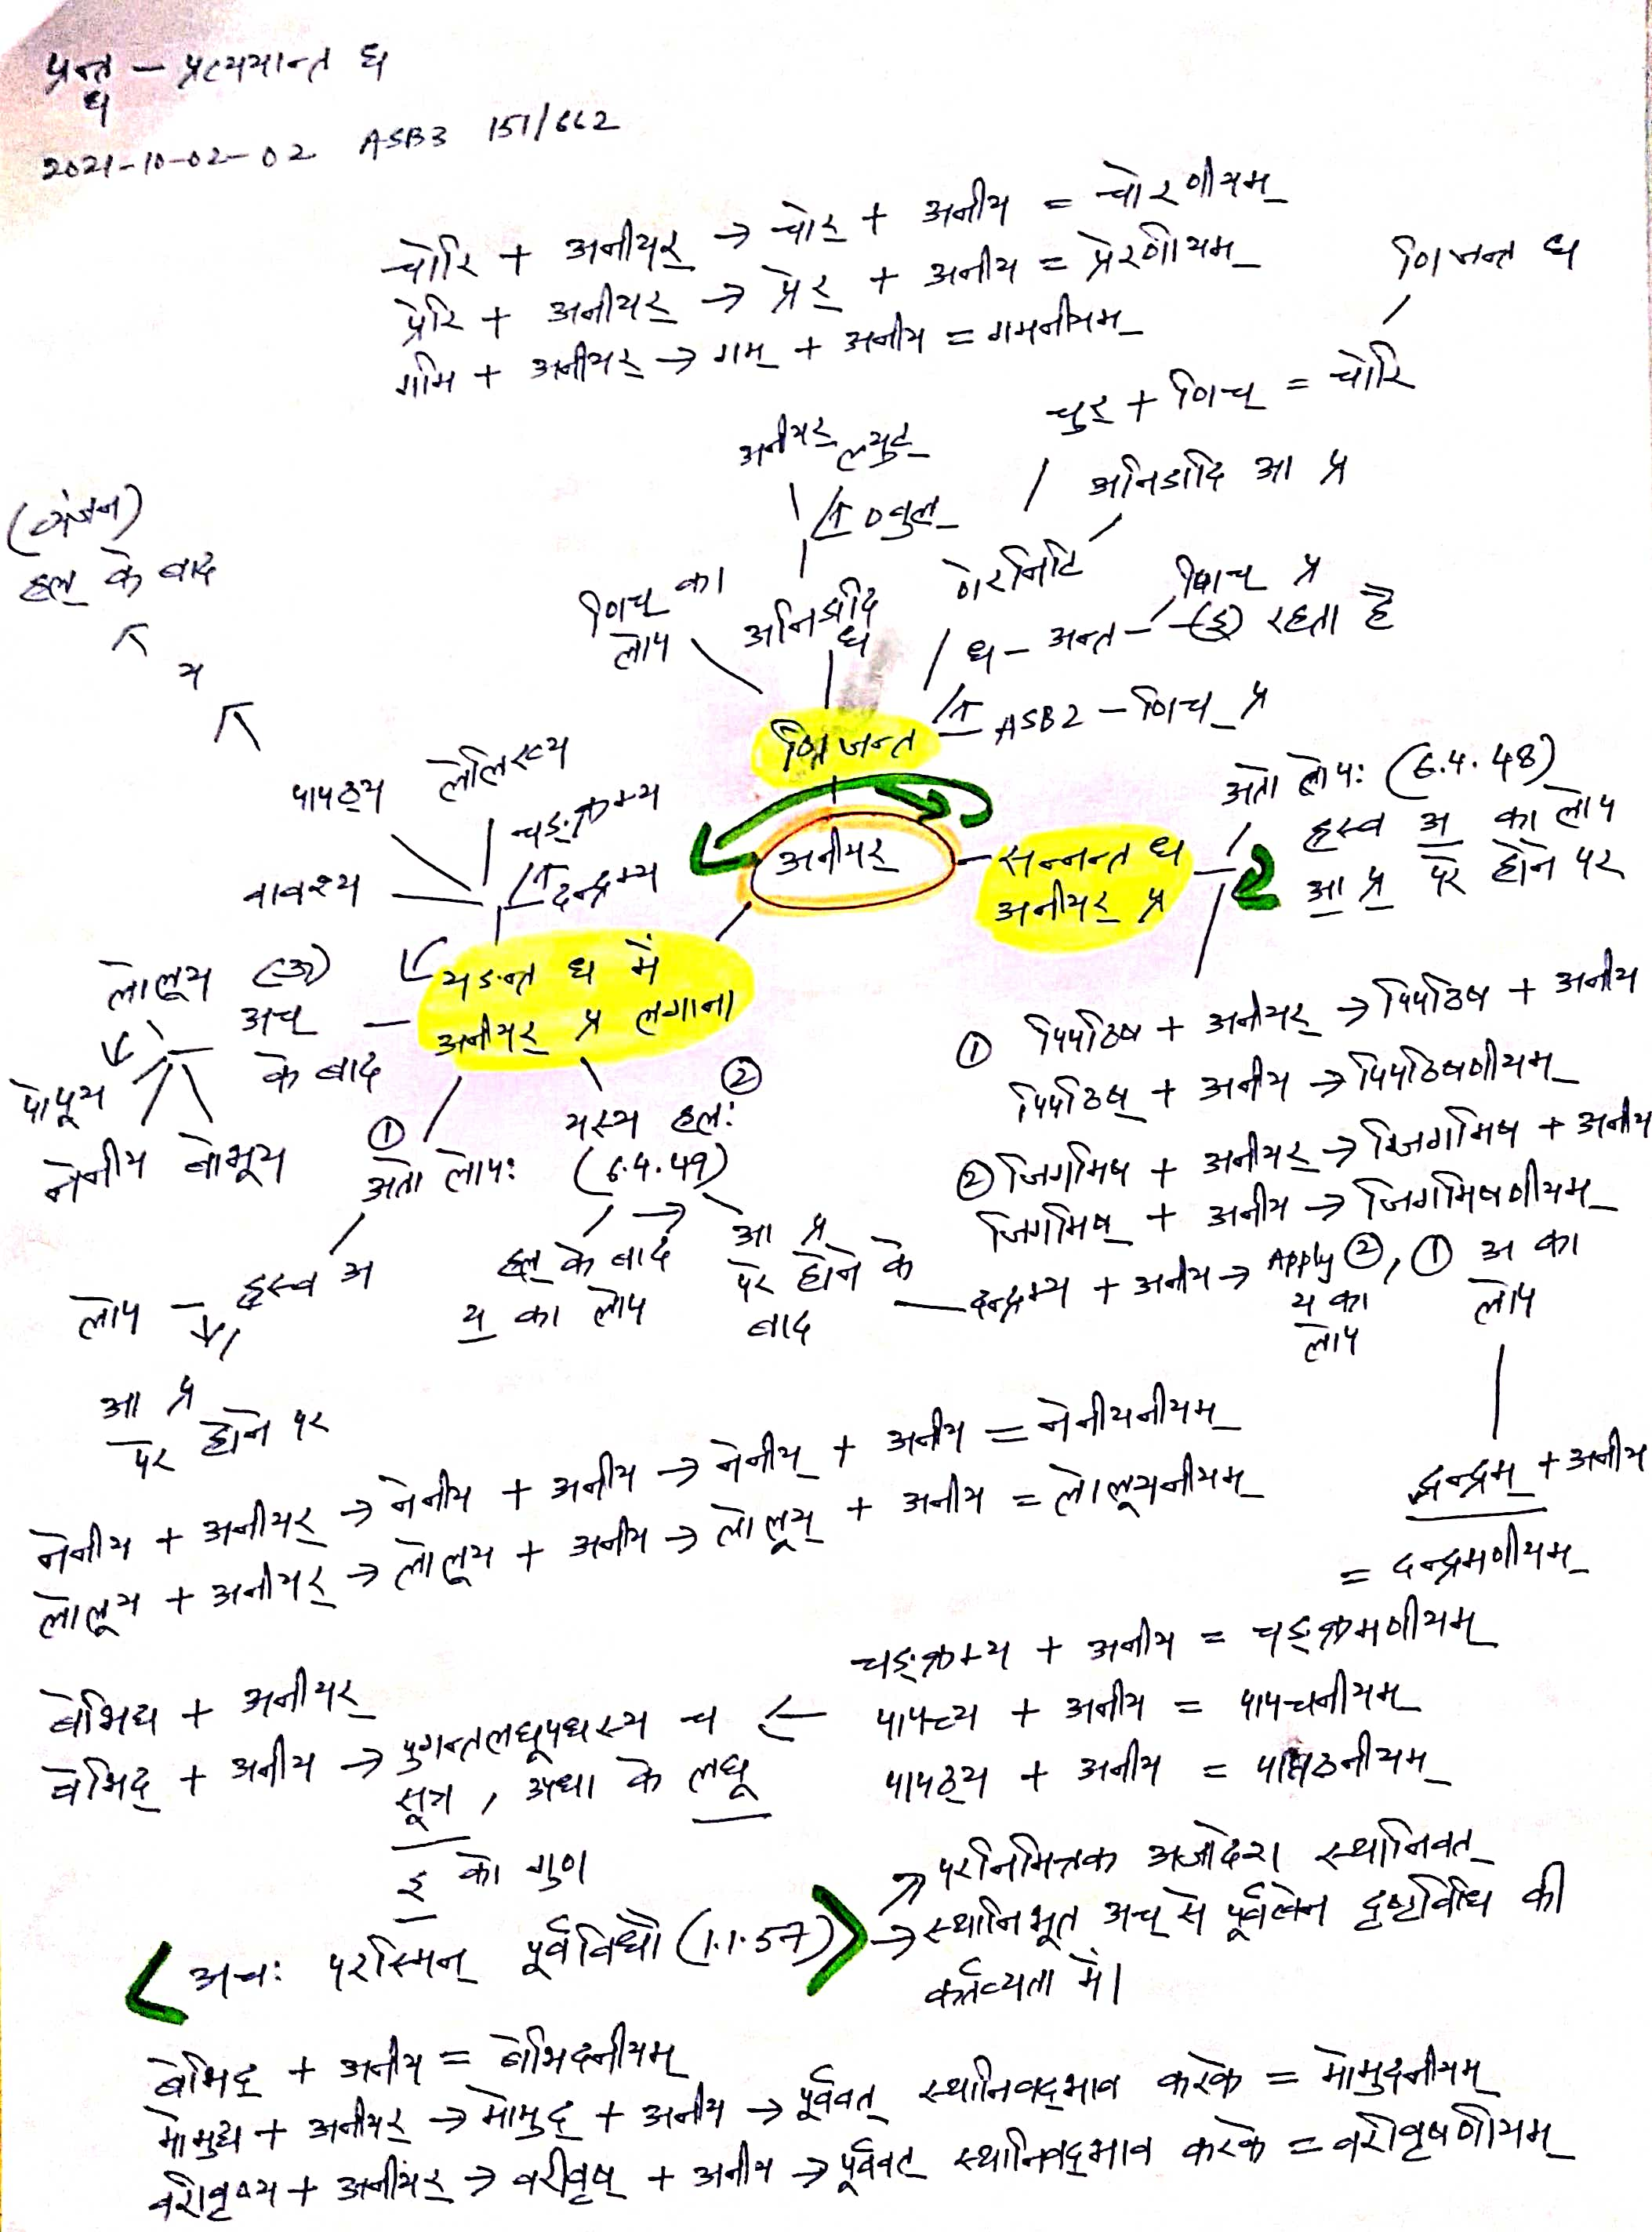 प्रन्त ध - प्रत्ययान्त ध
2021-10-02-02 ASB3 151/662
चोरि + अनीयर् → चोर् + अनीय = चोरणीयम्
प्रेरि + अनीयर् → प्रेर् + अनीय = प्रेरणीयम्
गमि + अनीयर् → गम् + अनीय = गमनीयम्
णिजन्त ध
चुर् + णिच् = चोरि
अनीयर् ल्युट्
ण्वुल्
अनिडादि आ प्र
(व्यंजन)
हल् के बाद
य
णिच् का
लोप
अनिडादि
ध
णेरनिटि
णिच् प्र
ध - अन्त - (इ) रहता है
ASB2 - णिच् प्र
णिजन्त
पापठ्य
लेलिख्य
चङ्क्रम्य
वावश्य
दन्द्रम्य
अनीयर्
सन्नन्त ध
अनीयर् प्र
अतो लोपः (6.4.48)
ह्रस्व अ का लोप
आ प्र परे होने पर
यङन्त ध में
अनीयर् प्र लगाना
लोलूय (अ)
अच्
के बाद
पोपूय
नेनीय बोभूय
① पिपठिष + अनीयर् → पिपठिष + अनीय
पिपठिष् + अनीय → पिपठिषणीयम्
② जिगमिष + अनीयर् → जिगमिष + अनीय
जिगमिष् + अनीय → जिगमिषणीयम्
①
अतो लोपः
②
यस्य हलः
(6.4.49)
लोप - ह्रस्व अ
आ प्र
परे होने पर
हल् के बाद
य् का लोप
आ प्र
परे होने के
बाद
दन्द्रम्य + अनीय → Apply ②, ① अ का
य् का लोप
लोप
दन्द्रम् + अनीय
= दन्द्रमणीयम्
नेनीय + अनीयर् → नेनीय + अनीय → नेनीय् + अनीय = नेनीयनीयम्
लोलूय + अनीयर् → लोलूय + अनीय → लोलूय् + अनीय = लोलूयनीयम्
चङ्क्रम्य + अनीय = चङ्क्रमणीयम्
पापच्य + अनीय = पापचनीयम्
पापठ्य + अनीय = पापठनीयम्
बेभिद्य + अनीयर्
बेभिद् + अनीय → पुगन्तलघूपधस्य च
सूत्र, उपधा के लघू
इ को गुण
अचः परस्मिन् पूर्वविधौ (1.1.57)
→ परनिमित्तक अजादेश स्थानिवत्
→ स्थानिभूत अच् से पूर्वत्वेन दृष्टविधि की
कर्तव्यता में।
बेभिद् + अनीय = बेभिदनीयम्
मोमुद्य + अनीयर् → मोमुद् + अनीय → पूर्ववत् स्थानिवद्भाव करके = मोमुदनीयम्
वरीवृष्य + अनीयर् → वरीवृष् + अनीय → पूर्ववत् स्थानिवद्भाव करके = वरीवृषणीयम्